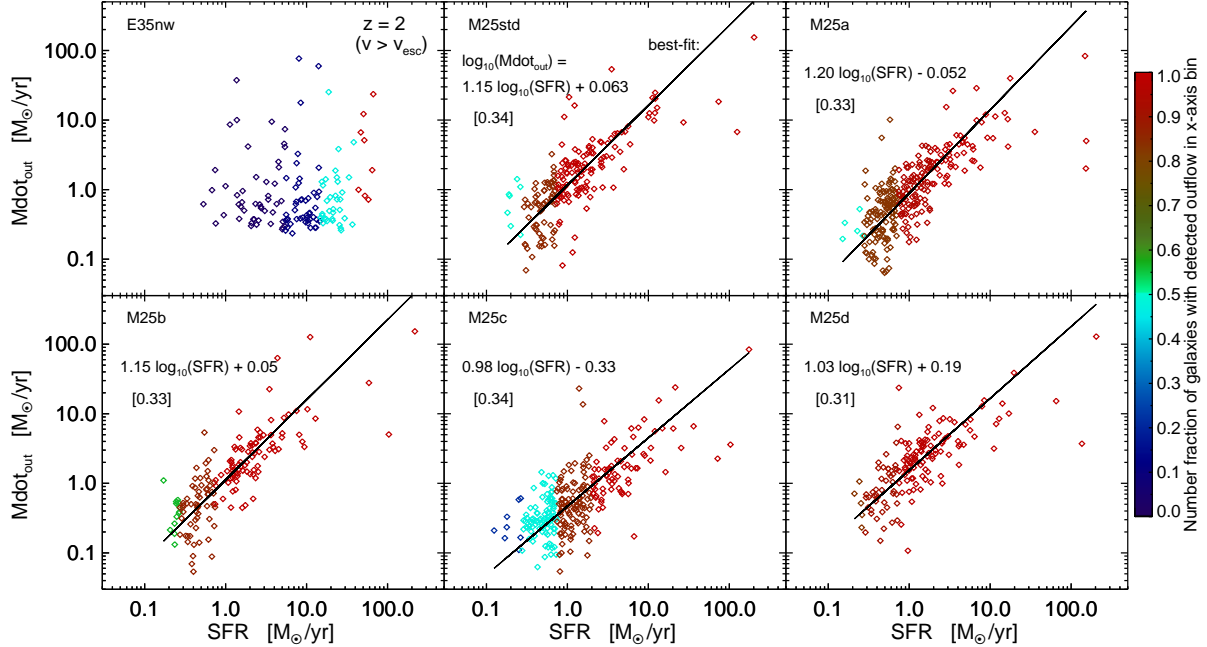 E35nw
z = 2
(v > v_esc)
M25std
best-fit:
log10(Mdot_out) =
1.15 log10(SFR) + 0.063
[0.34]
M25a
1.20 log10(SFR) - 0.052
[0.33]
100.0
10.0
1.0
0.1
Mdot_out [M⊙/yr]
M25b
1.15 log10(SFR) + 0.05
[0.33]
M25c
0.98 log10(SFR) - 0.33
[0.34]
M25d
1.03 log10(SFR) + 0.19
[0.31]
100.0
10.0
1.0
0.1
Mdot_out [M⊙/yr]
0.1 1.0 10.0 100.0
SFR [M⊙/yr]
0.1 1.0 10.0 100.0
SFR [M⊙/yr]
0.1 1.0 10.0 100.0
SFR [M⊙/yr]
1.0
0.9
0.8
0.7
0.6
0.5
0.4
0.3
0.2
0.1
0.0
Number fraction of galaxies with detected outflow in x-axis bin